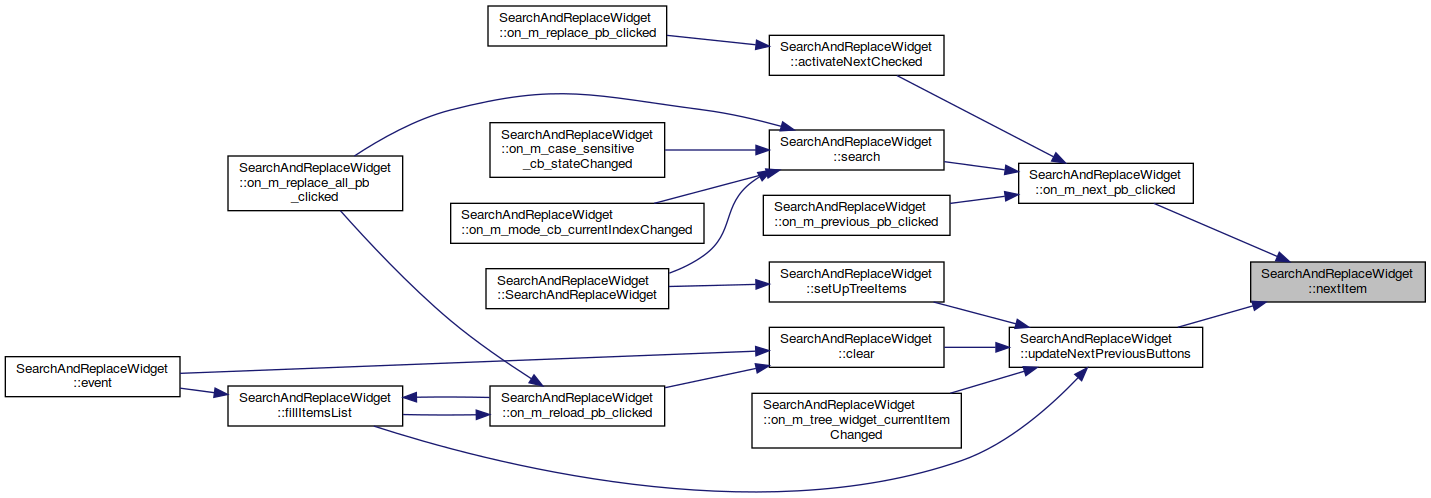 SearchAndReplaceWidget
::on_m_replace_pb_clicked
SearchAndReplaceWidget
::activateNextChecked
SearchAndReplaceWidget
::on_m_case_sensitive
_cb_stateChanged
SearchAndReplaceWidget
::search
SearchAndReplaceWidget
::on_m_replace_all_pb
_clicked
SearchAndReplaceWidget
::on_m_next_pb_clicked
SearchAndReplaceWidget
::on_m_mode_cb_currentIndexChanged
SearchAndReplaceWidget
::on_m_previous_pb_clicked
SearchAndReplaceWidget
::SearchAndReplaceWidget
SearchAndReplaceWidget
::setUpTreeItems
SearchAndReplaceWidget
::nextItem
SearchAndReplaceWidget
::clear
SearchAndReplaceWidget
::updateNextPreviousButtons
SearchAndReplaceWidget
::event
SearchAndReplaceWidget
::fillItemsList
SearchAndReplaceWidget
::on_m_reload_pb_clicked
SearchAndReplaceWidget
::on_m_tree_widget_currentItem
Changed